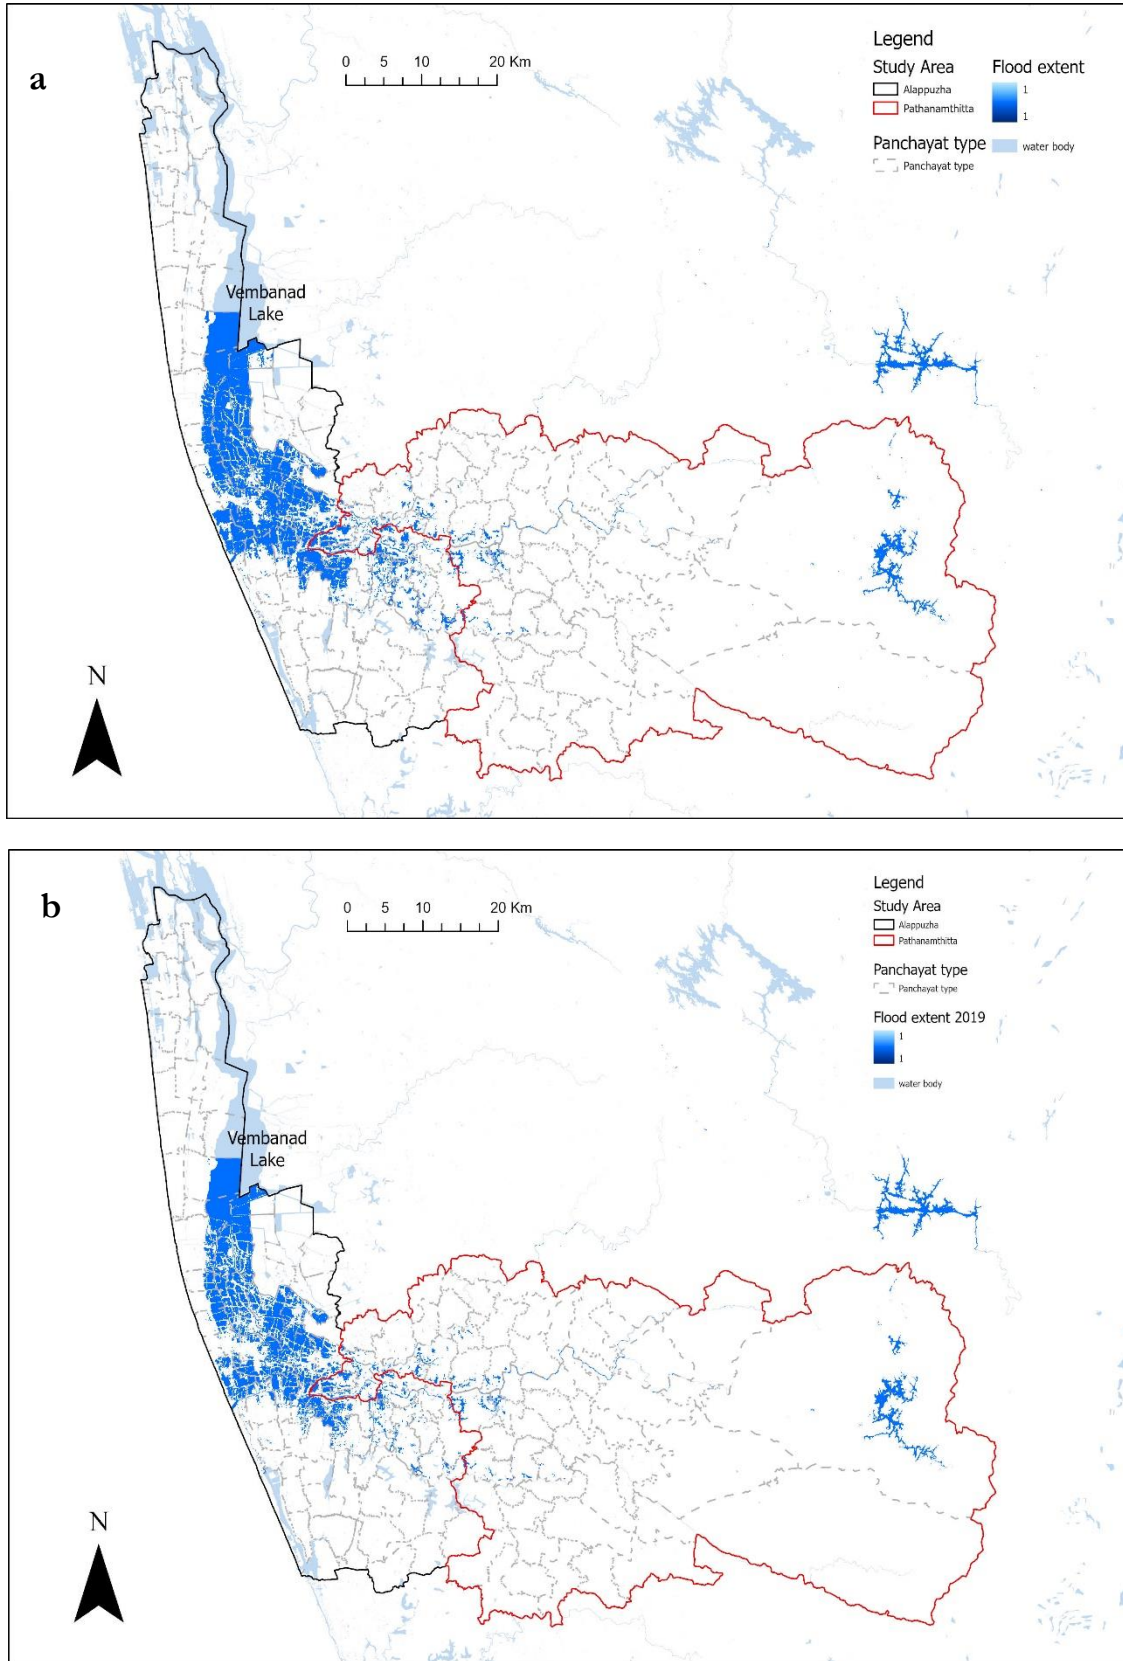 a
0 5 10 20 Km
Legend
Study Area
Alappuzha
Pathanamthitta
Panchayat type
Panchayat type
Flood extent
1
1
water body
Vembanad
Lake
N
b
0 5 10 20 Km
Legend
Study Area
Alappuzha
Pathanamthitta
Panchayat type
Panchayat type
Flood extent 2019
1
1
water body
Vembanad
Lake
N